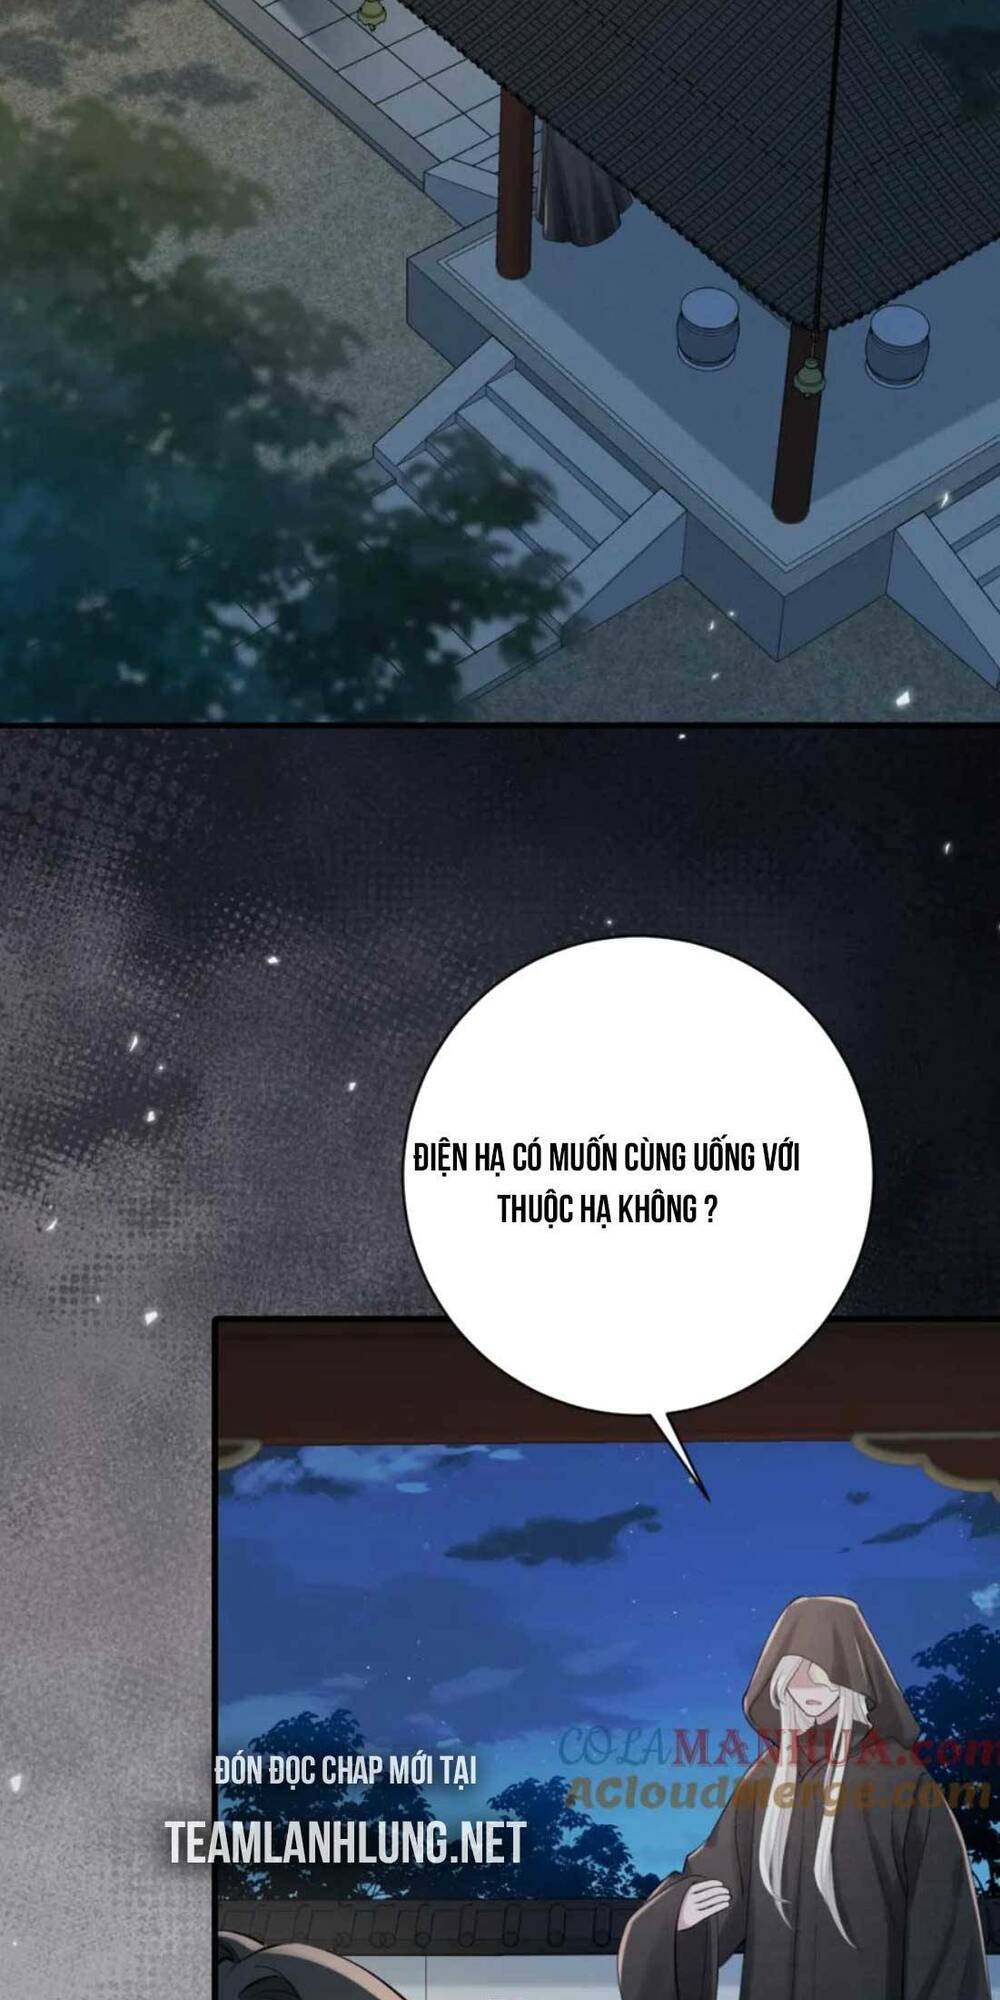 ĐIỆN HẠ CÓ MUỐN CÙNG UỐNG VỚI
THUỘC HẠ KHÔNG ?
COLAMANHUA.com
ACloudMerge.com
ĐÓN ĐỌC CHAP MỚI TẠI
TEAMLANHLUNG.NET